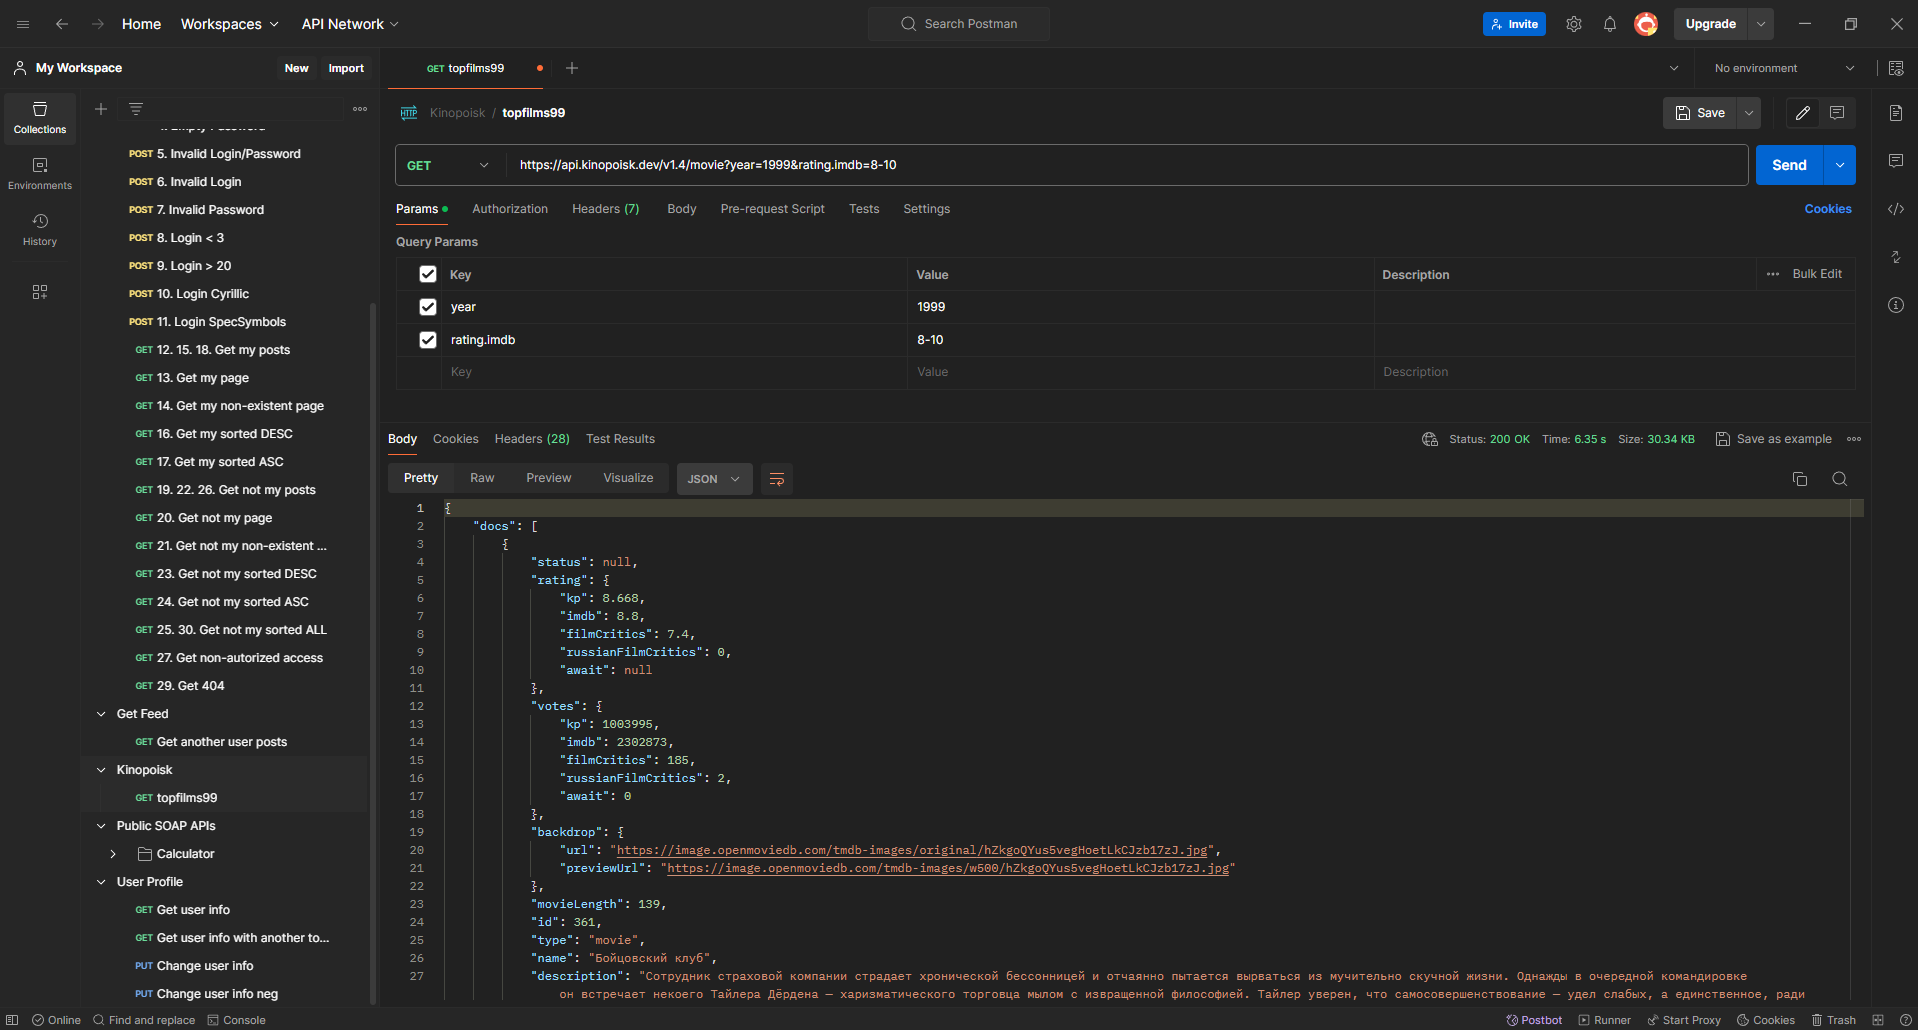 Home Workspaces API Network Search Postman Invite Upgrade
My Workspace New Import GET topfilms99 No environment
Collections
Environments
History
4. Empty Password
POST 5. Invalid Login/Password
POST 6. Invalid Login
POST 7. Invalid Password
POST 8. Login < 3
POST 9. Login > 20
POST 10. Login Cyrillic
POST 11. Login SpecSymbols
GET 12. 15. 18. Get my posts
GET 13. Get my page
GET 14. Get my non-existent page
GET 16. Get my sorted DESC
GET 17. Get my sorted ASC
GET 19. 22. 26. Get not my posts
GET 20. Get not my page
GET 21. Get not my non-existent ...
GET 23. Get not my sorted DESC
GET 24. Get not my sorted ASC
GET 25. 30. Get not my sorted ALL
GET 27. Get non-autorized access
GET 29. Get 404
Get Feed
GET Get another user posts
Kinopoisk
GET topfilms99
Public SOAP APIs
Calculator
User Profile
GET Get user info
GET Get user info with another to...
PUT Change user info
PUT Change user info neg
HTTP Kinopoisk / topfilms99 Save
GET https://api.kinopoisk.dev/v1.4/movie?year=1999&rating.imdb=8-10 Send
Params Authorization Headers (7) Body Pre-request Script Tests Settings Cookies
Query Params
Key Value Description Bulk Edit
year 1999
rating.imdb 8-10
Key Value Description
Body Cookies Headers (28) Test Results Status: 200 OK Time: 6.35 s Size: 30.34 KB Save as example
Pretty Raw Preview Visualize JSON
1 {
2 "docs": [
3 {
4 "status": null,
5 "rating": {
6 "kp": 8.668,
7 "imdb": 8.8,
8 "filmCritics": 7.4,
9 "russianFilmCritics": 0,
10 "await": null
11 },
12 "votes": {
13 "kp": 1003995,
14 "imdb": 2302873,
15 "filmCritics": 185,
16 "russianFilmCritics": 2,
17 "await": 0
18 },
19 "backdrop": {
20 "url": "https://image.openmoviedb.com/tmdb-images/original/hZkgoQYus5vegHoetLkCJzb17zJ.jpg",
21 "previewUrl": "https://image.openmoviedb.com/tmdb-images/w500/hZkgoQYus5vegHoetLkCJzb17zJ.jpg"
22 },
23 "movieLength": 139,
24 "id": 361,
25 "type": "movie",
26 "name": "Бойцовский клуб",
27 "description": "Сотрудник страховой компании страдает хронической бессонницей и отчаянно пытается вырваться из мучительно скучной жизни. Однажды в очередной командировке
он встречает некоего Тайлера Дёрдена — харизматического торговца мылом с извращенной философией. Тайлер уверен, что самосовершенствование — удел слабых, а единственное, ради
Online Find and replace Console Postbot Runner Start Proxy Cookies Trash